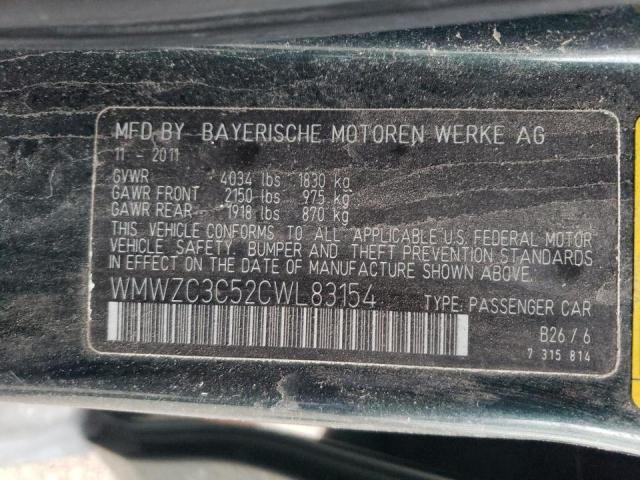 MFD BY BAYERISCHE MOTOREN WERKE AG
11 - 2011
GVWR 4034 lbs 1830 kg
GAWR FRONT 2150 lbs 975 kg
GAWR REAR 1918 lbs 870 kg
THIS VEHICLE CONFORMS TO ALL APPLICABLE U.S. FEDERAL MOTOR
VEHICLE SAFETY, BUMPER AND THEFT PREVENTION STANDARDS
IN EFFECT ON THE DATE OF MANUFACTURE SHOWN ABOVE.
WMWZC3C52CWL83154 TYPE: PASSENGER CAR
B26 / 6
7 315 814